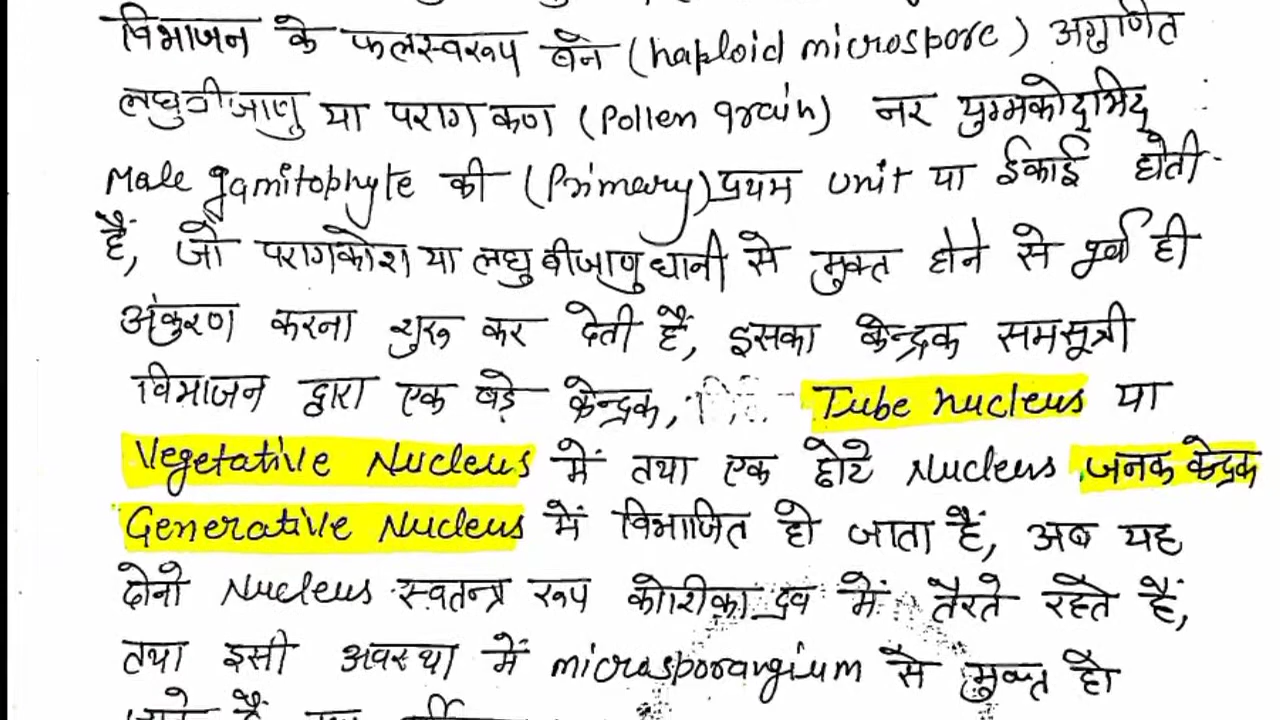 विभाजन के फलस्वरूप बने (haploid microspore) अगुणित
लघुवीजाणु या पराग कण (Pollen grain) नर युग्मकोद्भिद्
Male gamitophyte की (Primary) प्रथम unit या ईकाई होती
हैं, जो परागकोश या लघुबीजाणुधानी से मुक्त होने से पूर्व ही
अंकुरण करना शुरू कर देती हैं, इसका केन्द्रक समसूत्री
विभाजन द्वारा एक बड़े केन्द्रक, Tube nucleus या
Vegetative Nucleus में तथा एक छोटे Nucleus जनक केन्द्रक
Generative Nucleus में विभाजित हो जाता हैं, अब यह
दोनो Nucleus स्वतन्त्र रूप कोशिका द्रव में तैरते रहते हैं,
तथा इसी अवस्था में microsporangium से मुक्त हो